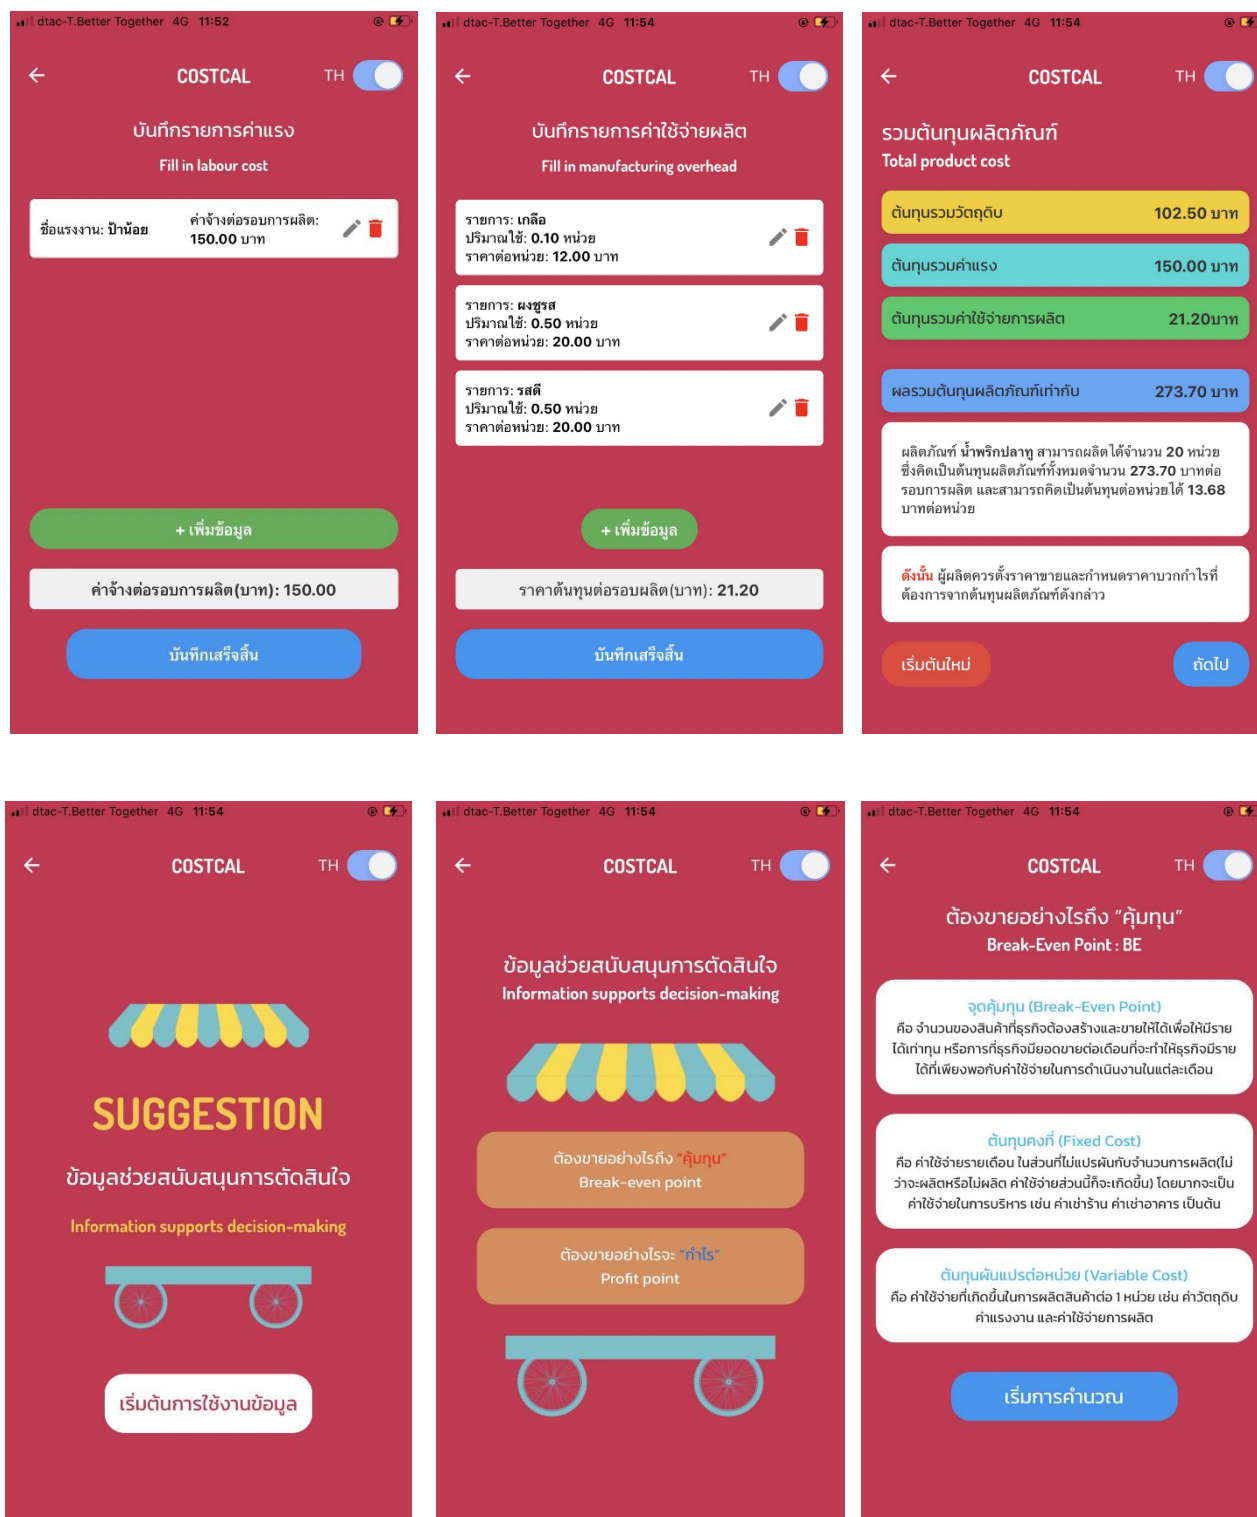 dtac-T.Better Together 4G 11:52
COSTCAL TH
บันทึกรายการค่าแรง
Fill in labour cost
ชื่อแรงงาน: ป้าน้อย
ค่าจ้างต่อรอบการผลิต:
150.00 บาท
+ เพิ่มข้อมูล
ค่าจ้างต่อรอบการผลิต(บาท): 150.00
บันทึกเสร็จสิ้น
dtac-T.Better Together 4G 11:54
COSTCAL TH
บันทึกรายการค่าใช้จ่ายผลิต
Fill in manufacturing overhead
รายการ: เกลือ
ปริมาณใช้: 0.10 หน่วย
ราคาต่อหน่วย: 12.00 บาท
รายการ: ผงชูรส
ปริมาณใช้: 0.50 หน่วย
ราคาต่อหน่วย: 20.00 บาท
รายการ: รสดี
ปริมาณใช้: 0.50 หน่วย
ราคาต่อหน่วย: 20.00 บาท
+ เพิ่มข้อมูล
ราคาต้นทุนต่อรอบผลิต(บาท): 21.20
บันทึกเสร็จสิ้น
dtac-T.Better Together 4G 11:54
COSTCAL TH
รวมต้นทุนผลิตภัณฑ์
Total product cost
ต้นทุนรวมวัตถุดิบ 102.50 บาท
ต้นทุนรวมค่าแรง 150.00 บาท
ต้นทุนรวมค่าใช้จ่ายการผลิต 21.20บาท
ผลรวมต้นทุนผลิตภัณฑ์เท่ากับ 273.70 บาท
ผลิตภัณฑ์ น้ำพริกปลาทู สามารถผลิตได้จำนวน 20 หน่วย
ซึ่งคิดเป็นต้นทุนผลิตภัณฑ์ทั้งหมดจำนวน 273.70 บาทต่อ
รอบการผลิต และสามารถคิดเป็นต้นทุนต่อหน่วยได้ 13.68
บาทต่อหน่วย
ดังนั้น ผู้ผลิตควรตั้งราคาขายและกำหนดราคาบวกกำไรที่
ต้องการจากต้นทุนผลิตภัณฑ์ดังกล่าว
เริ่มต้นใหม่ ถัดไป
dtac-T.Better Together 4G 11:54
COSTCAL TH
SUGGESTION
ข้อมูลช่วยสนับสนุนการตัดสินใจ
Information supports decision-making
เริ่มต้นการใช้งานข้อมูล
dtac-T.Better Together 4G 11:54
COSTCAL TH
ข้อมูลช่วยสนับสนุนการตัดสินใจ
Information supports decision-making
ต้องขายอย่างไรถึง "คุ้มทุน"
Break-even point
ต้องขายอย่างไรจะ "กำไร"
Profit point
dtac-T.Better Together 4G 11:54
COSTCAL TH
ต้องขายอย่างไรถึง "คุ้มทุน"
Break-Even Point : BE
จุดคุ้มทุน (Break-Even Point)
คือ จำนวนของสินค้าที่ธุรกิจต้องสร้างและขายให้ได้เพื่อให้มีราย
ได้เท่าทุน หรือการที่ธุรกิจมียอดขายต่อเดือนที่จะทำให้ธุรกิจมีราย
ได้ที่เพียงพอกับค่าใช้จ่ายในการดำเนินงานในแต่ละเดือน
ต้นทุนคงที่ (Fixed Cost)
คือ ค่าใช้จ่ายรายเดือน ในส่วนที่ไม่แปรผันกับจำนวนการผลิต(ไม่
ว่าจะผลิตหรือไม่ผลิต ค่าใช้จ่ายส่วนนี้ก็จะเกิดขึ้น) โดยมากจะเป็น
ค่าใช้จ่ายในการบริหาร เช่น ค่าเช่าร้าน ค่าเช่าอาคาร เป็นต้น
ต้นทุนผันแปรต่อหน่วย (Variable Cost)
คือ ค่าใช้จ่ายที่เกิดขึ้นในการผลิตสินค้าต่อ 1 หน่วย เช่น ค่าวัตถุดิบ
ค่าแรงงาน และค่าใช้จ่ายการผลิต
เริ่มการคำนวณ